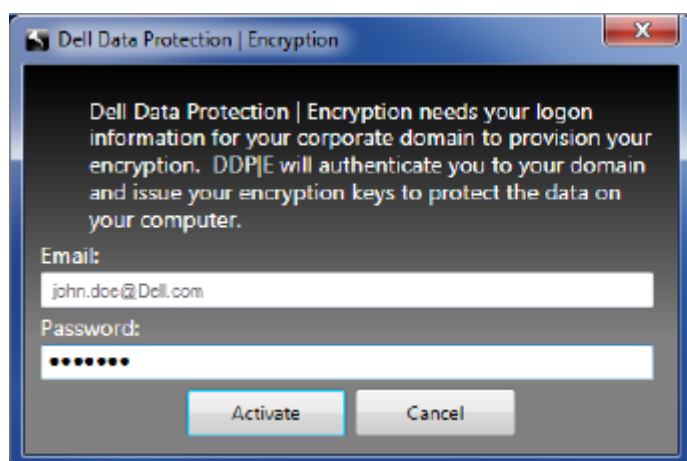 Dell Data Protection | Encryption
Dell Data Protection | Encryption needs your logon
information for your corporate domain to provision your
encryption. DDP|E will authenticate you to your domain
and issue your encryption keys to protect the data on
your computer.
Email:
john.doe@Dell.com
Password:
•••••••
Activate
Cancel